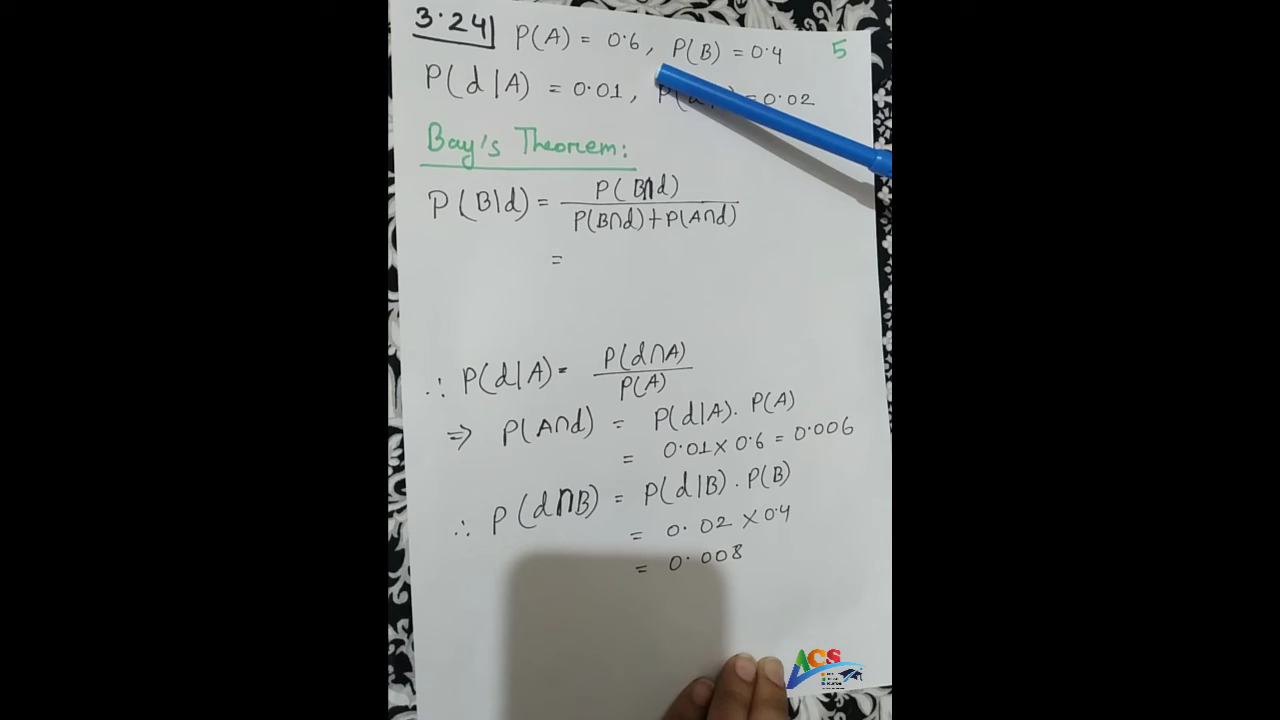 3.24 P(A) = 0.6, P(B) = 0.4
5
P(d|A) = 0.01, = 0.02
Bay's Theorem:
P(B|d) = P(B∩d) / P(B∩d)+P(A∩d)
=
∴ P(d|A) = P(d∩A) / P(A)
⇒ P(A∩d) = P(d|A). P(A)
= 0.01 × 0.6 = 0.006
∴ P(d∩B) = P(d|B). P(B)
= 0.02 × 0.4
= 0.008
ACS